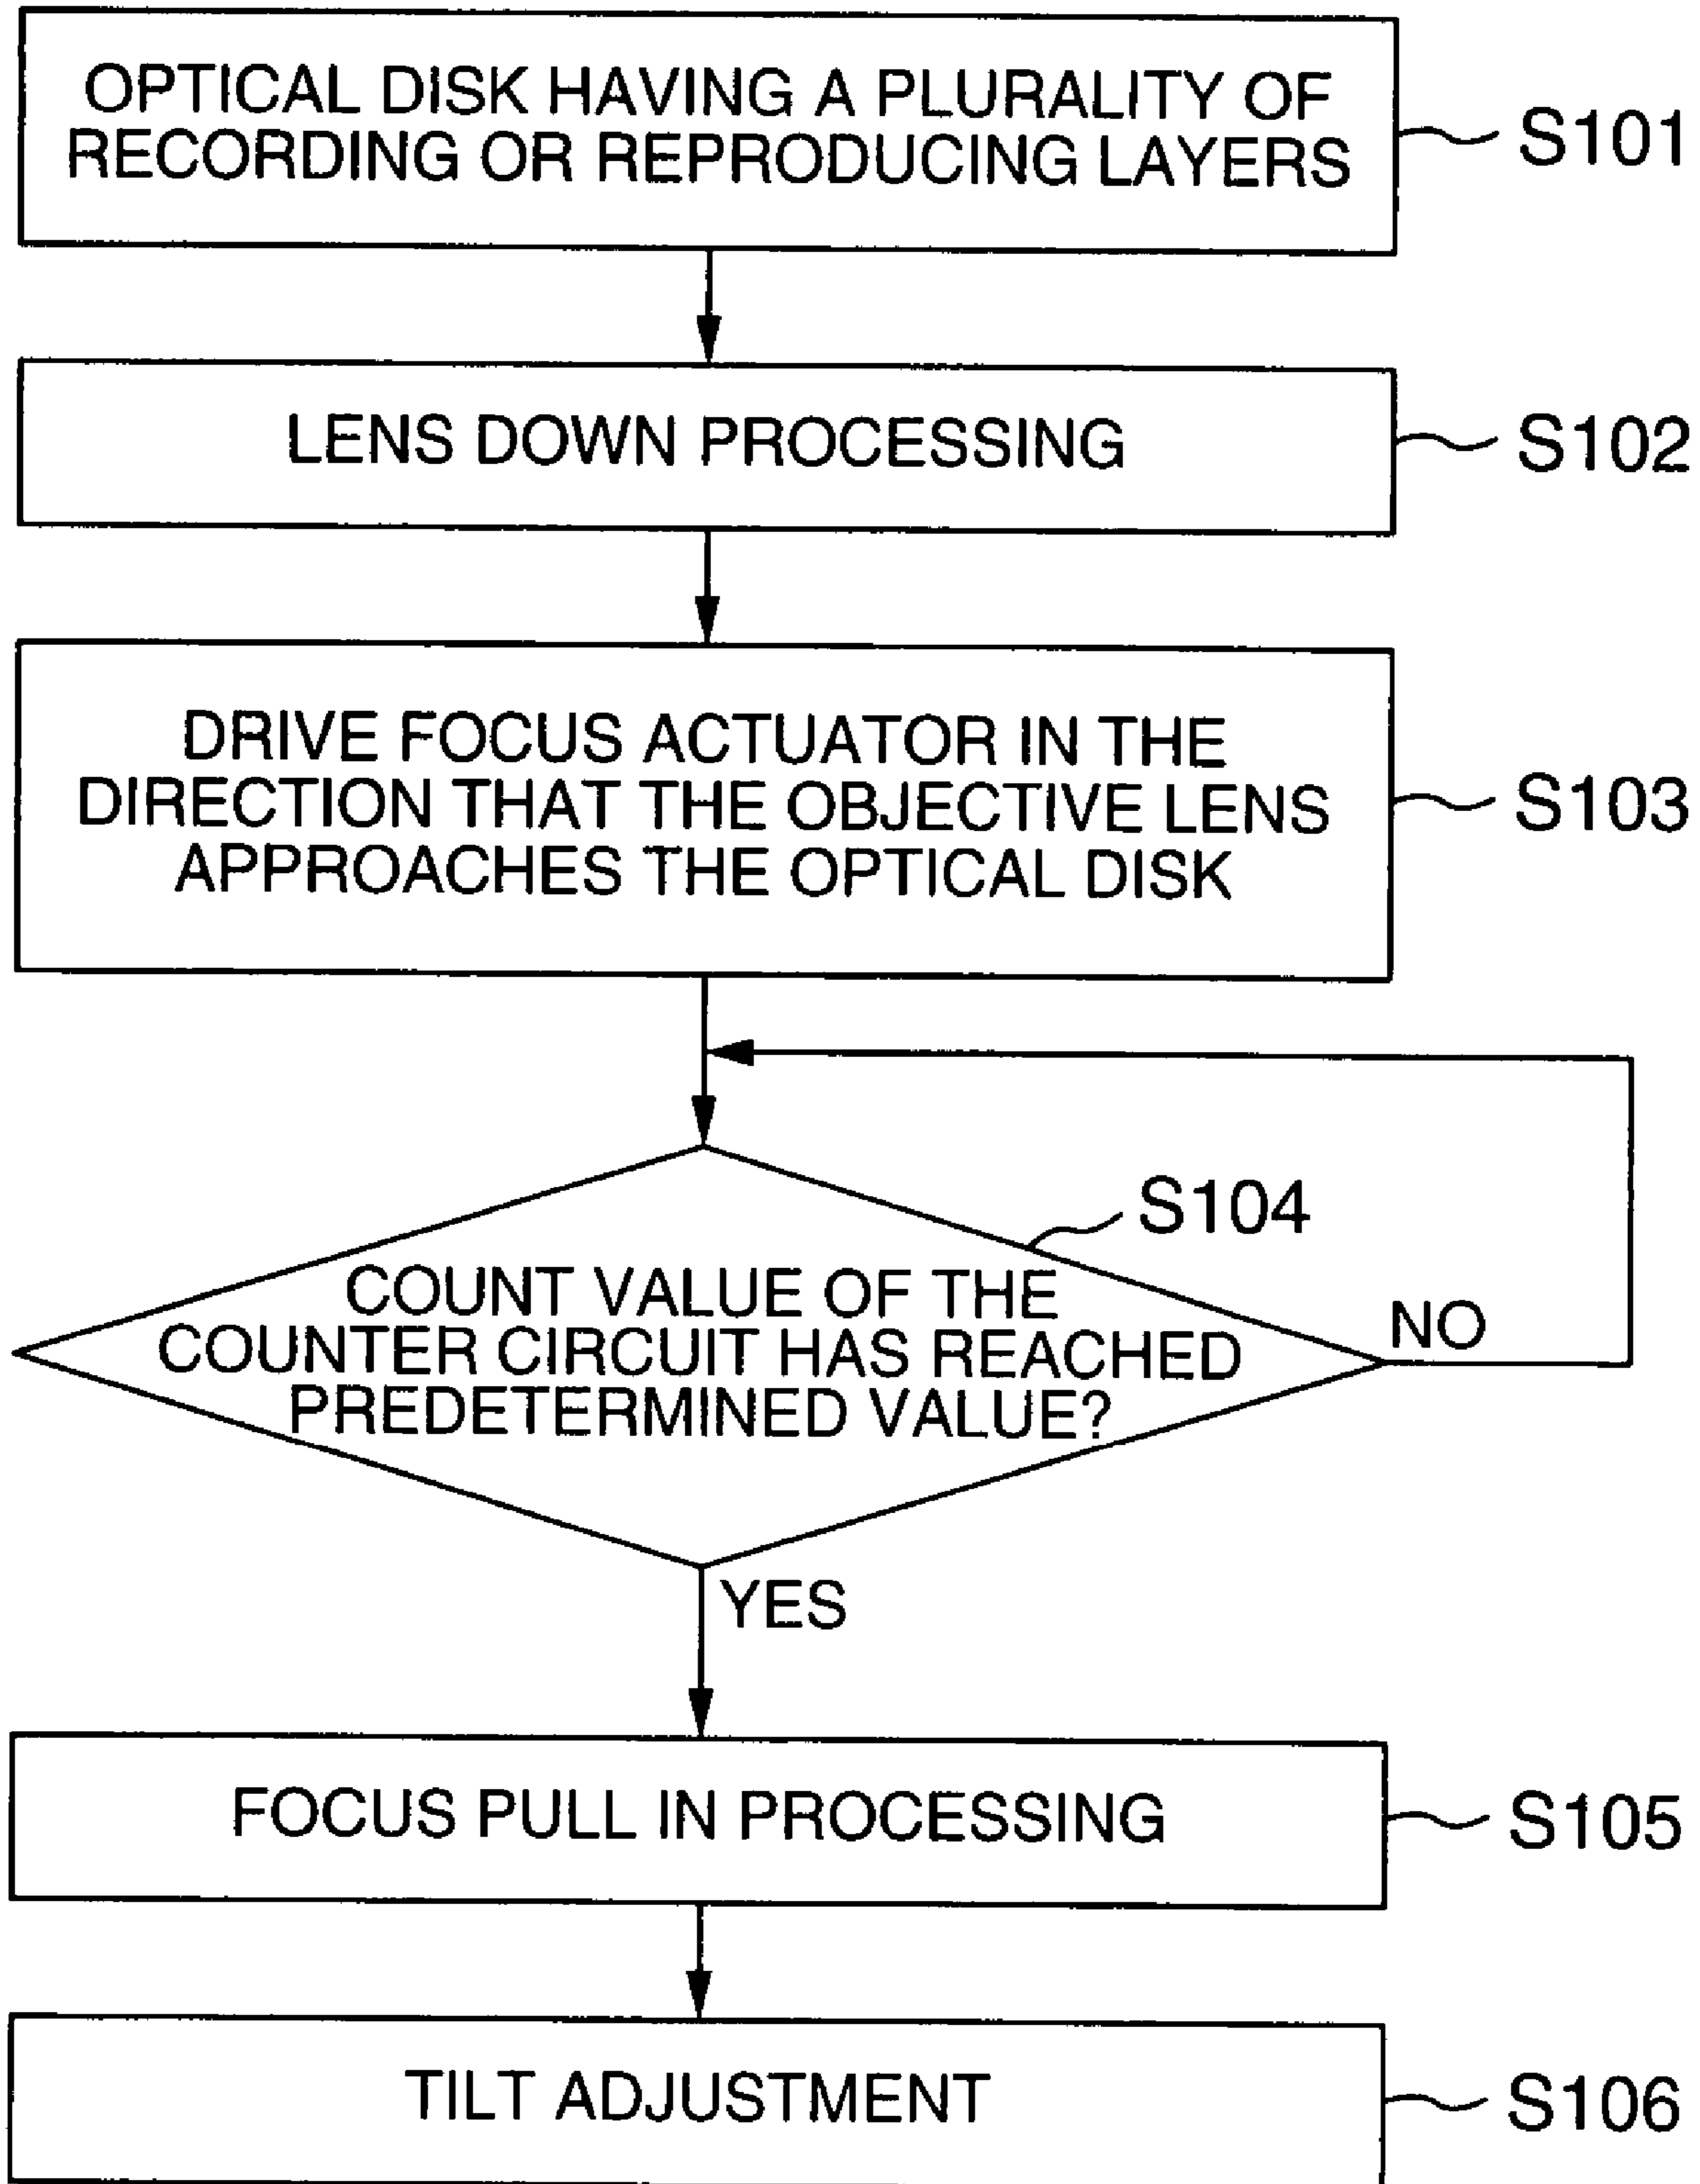 OPTICAL DISK HAVING A PLURALITY OF
RECORDING OR REPRODUCING LAYERS
S101
LENS DOWN PROCESSING
S102
DRIVE FOCUS ACTUATOR IN THE
DIRECTION THAT THE OBJECTIVE LENS
APPROACHES THE OPTICAL DISK
S103
S104
COUNT VALUE OF THE
COUNTER CIRCUIT HAS REACHED
PREDETERMINED VALUE?
NO
YES
FOCUS PULL IN PROCESSING
S105
TILT ADJUSTMENT
S106